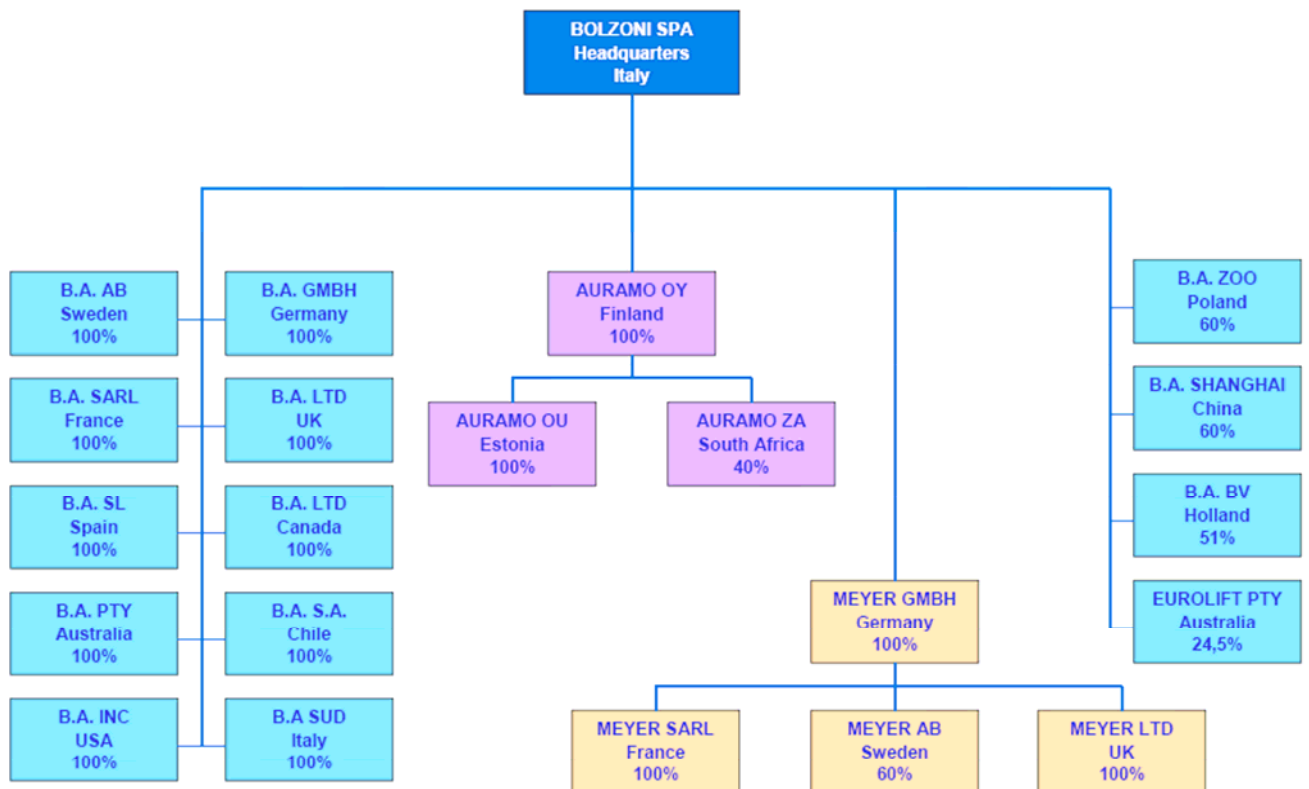 BOLZONI SPA
Headquarters
Italy
B.A. AB
Sweden
100%
B.A. GMBH
Germany
100%
AURAMO OY
Finland
100%
B.A. ZOO
Poland
60%
B.A. SARL
France
100%
B.A. LTD
UK
100%
AURAMO OU
Estonia
100%
AURAMO ZA
South Africa
40%
B.A. SHANGHAI
China
60%
B.A. SL
Spain
100%
B.A. LTD
Canada
100%
B.A. BV
Holland
51%
B.A. PTY
Australia
100%
B.A. S.A.
Chile
100%
MEYER GMBH
Germany
100%
EUROLIFT PTY
Australia
24,5%
B.A. INC
USA
100%
B.A SUD
Italy
100%
MEYER SARL
France
100%
MEYER AB
Sweden
60%
MEYER LTD
UK
100%